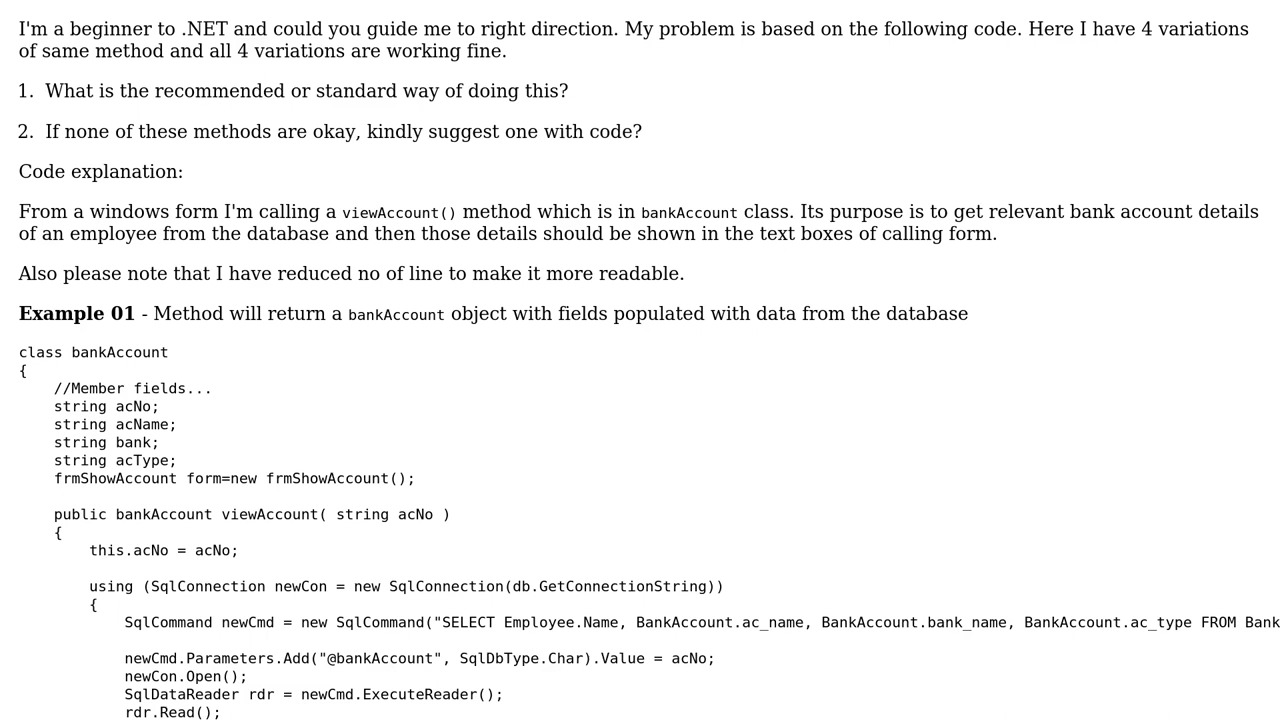 I'm a beginner to .NET and could you guide me to right direction. My problem is based on the following code. Here I have 4 variations
of same method and all 4 variations are working fine.
1. What is the recommended or standard way of doing this?
2. If none of these methods are okay, kindly suggest one with code?
Code explanation:
From a windows form I'm calling a viewAccount() method which is in bankAccount class. Its purpose is to get relevant bank account details
of an employee from the database and then those details should be shown in the text boxes of calling form.
Also please note that I have reduced no of line to make it more readable.
Example 01 - Method will return a bankAccount object with fields populated with data from the database
class bankAccount
{
    //Member fields...
    string acNo;
    string acName;
    string bank;
    string acType;
    frmShowAccount form=new frmShowAccount();
    public bankAccount viewAccount( string acNo )
    {
        this.acNo = acNo;
        using (SqlConnection newCon = new SqlConnection(db.GetConnectionString))
        {
            SqlCommand newCmd = new SqlCommand("SELECT Employee.Name, BankAccount.ac_name, BankAccount.bank_name, BankAccount.ac_type FROM Bank
            newCmd.Parameters.Add("@bankAccount", SqlDbType.Char).Value = acNo;
            newCon.Open();
            SqlDataReader rdr = newCmd.ExecuteReader();
            rdr.Read();